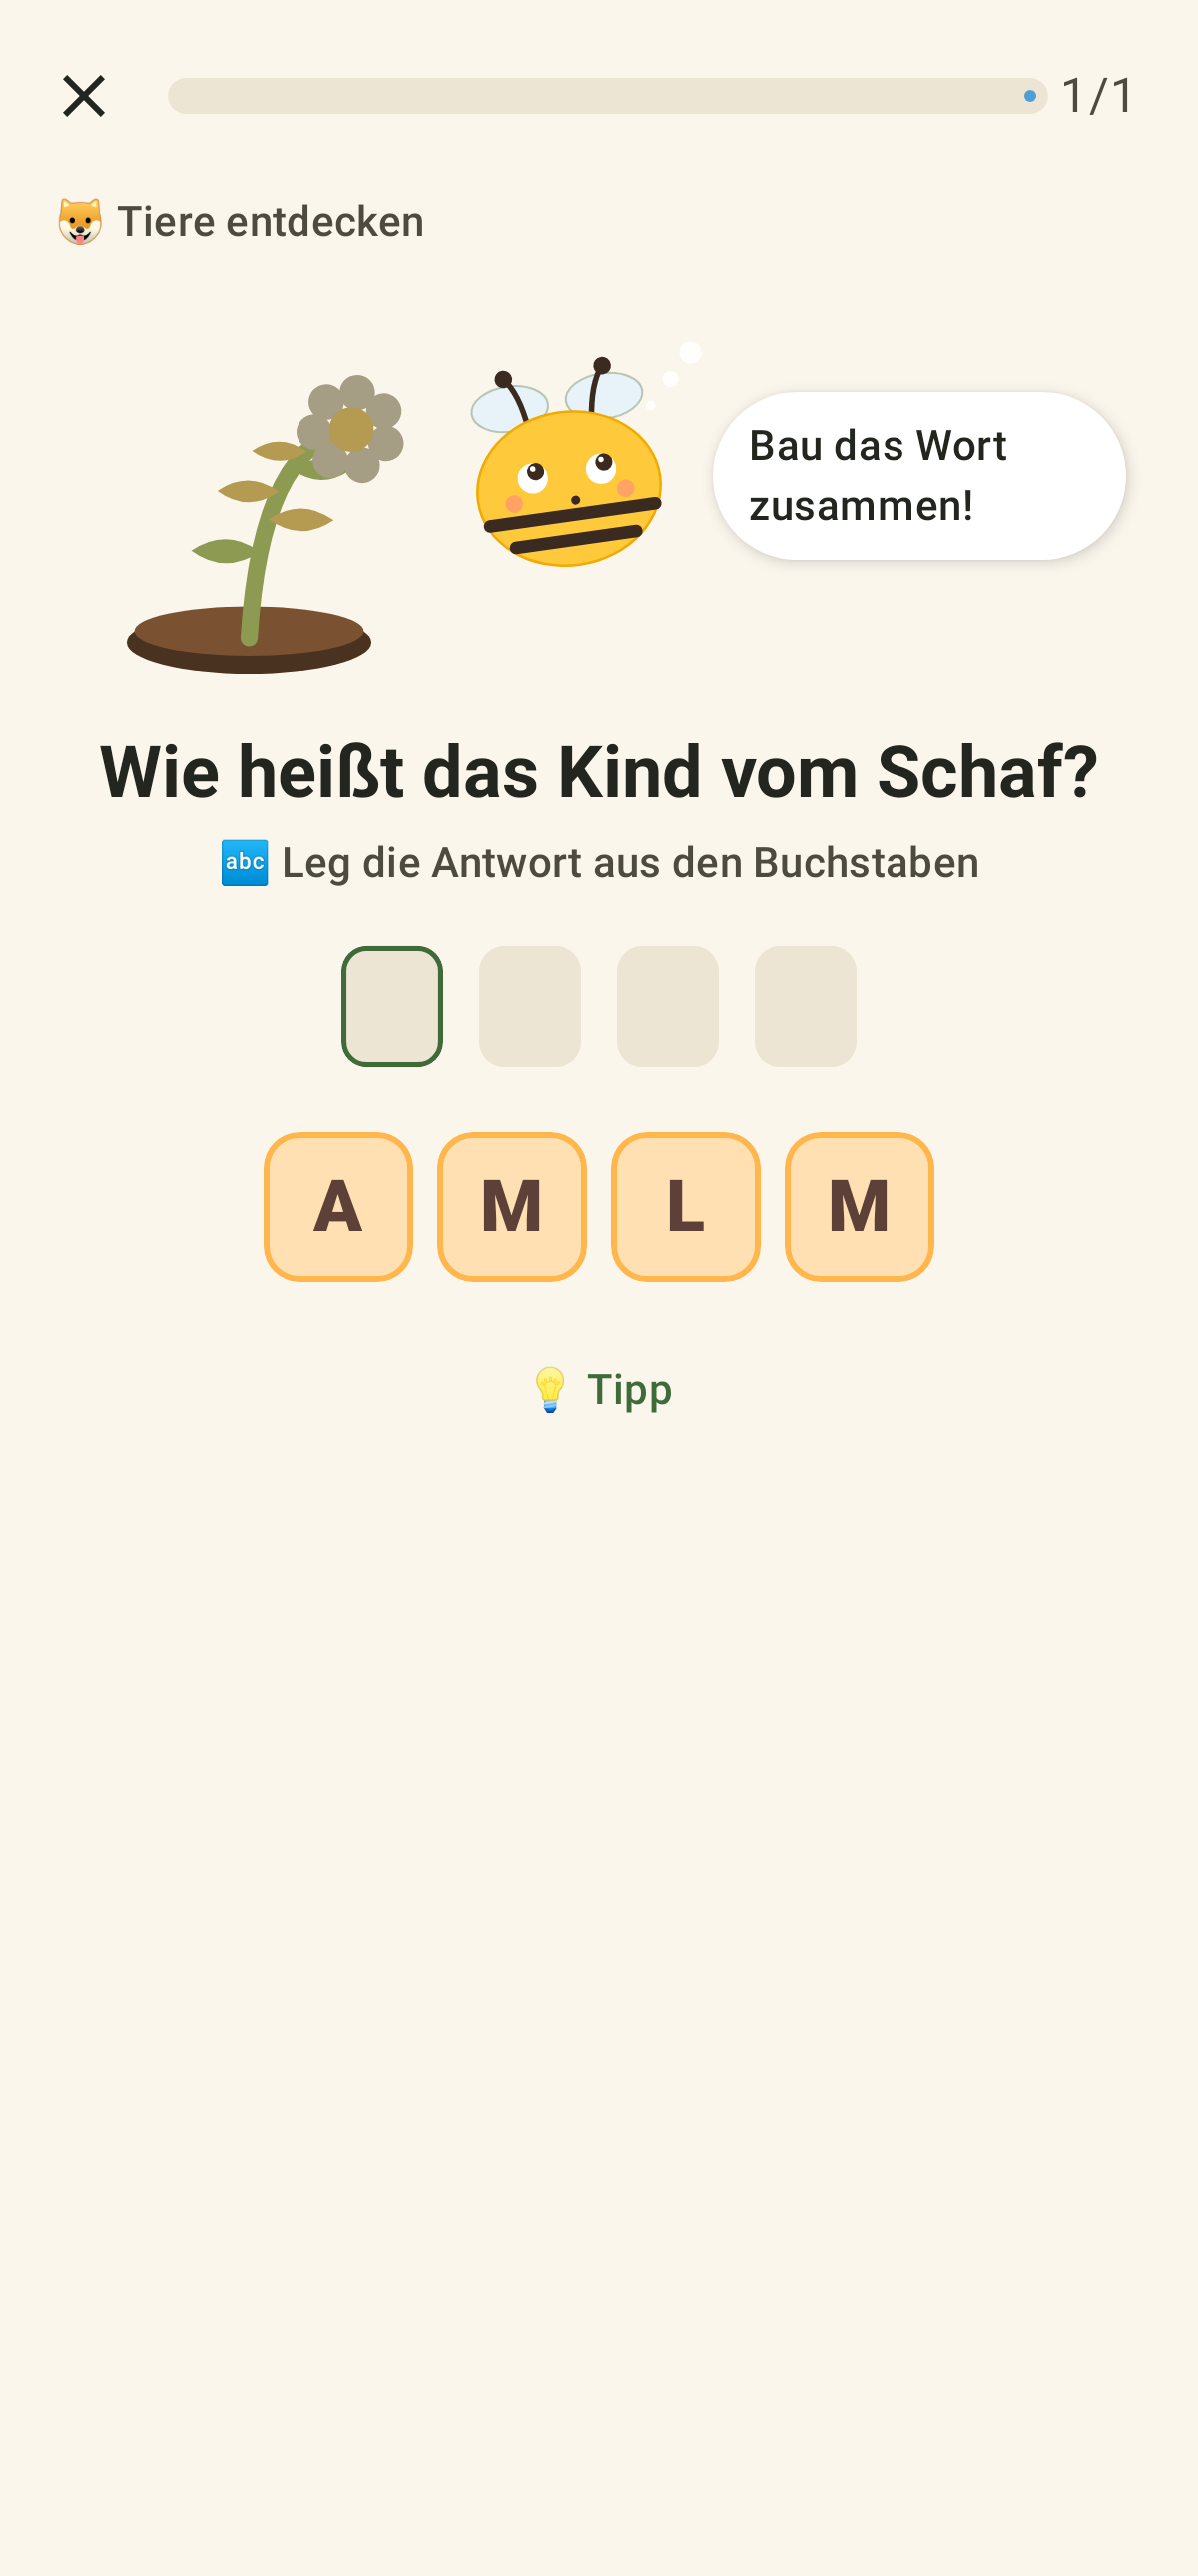 1/1
Tiere entdecken
Bau das Wort
zusammen!
Wie heißt das Kind vom Schaf?
abc Leg die Antwort aus den Buchstaben
A M L M
Tipp